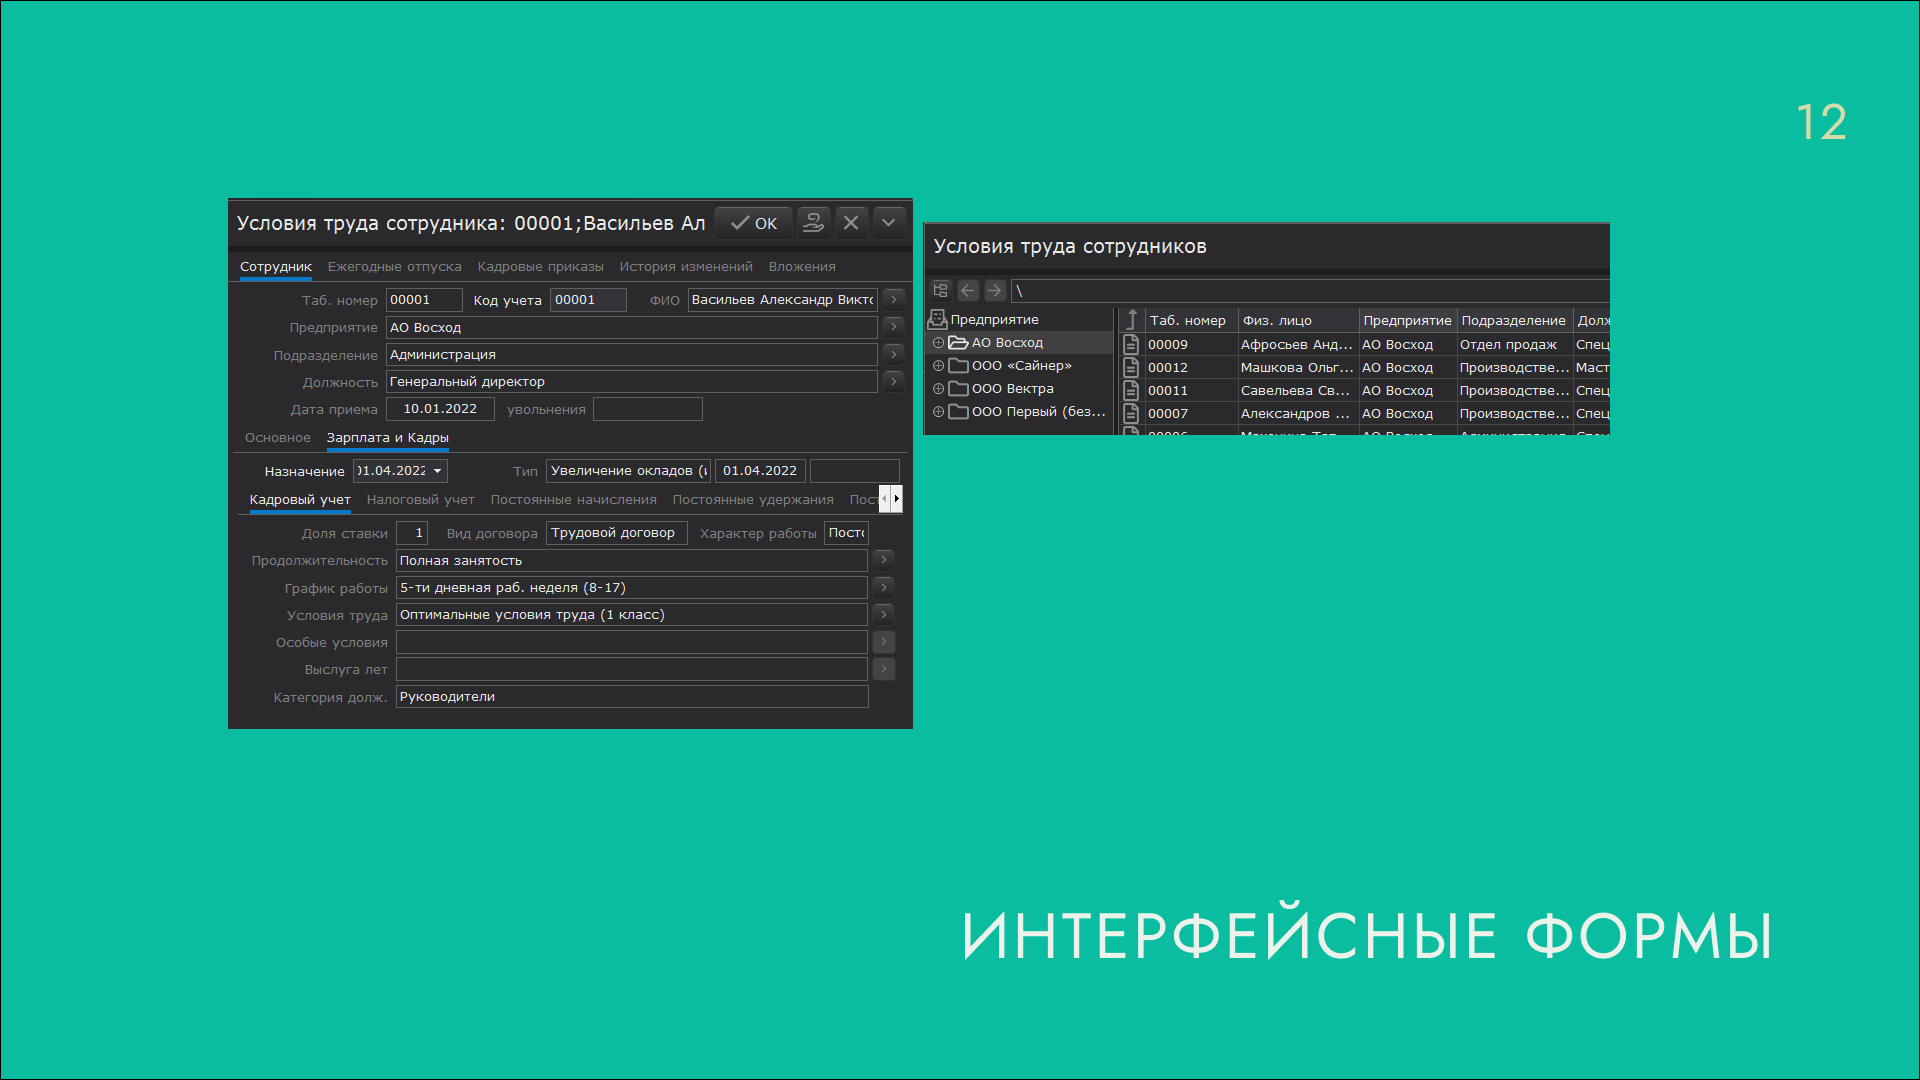 12
Условия труда сотрудника: 00001;Васильев Ал OK
Сотрудник Ежегодные отпуска Кадровые приказы История изменений Вложения
Таб. номер 00001 Код учета 00001 ФИО Васильев Александр Викт
Предприятие АО Восход
Подразделение Администрация
Должность Генеральный директор
Дата приема 10.01.2022 увольнения
Основное Зарплата и Кадры
Назначение 01.04.2022 Тип Увеличение окладов (и 01.04.2022
Кадровый учет Налоговый учет Постоянные начисления Постоянные удержания Пост
Доля ставки 1 Вид договора Трудовой договор Характер работы Посто
Продолжительность Полная занятость
График работы 5-ти дневная раб. неделя (8-17)
Условия труда Оптимальные условия труда (1 класс)
Особые условия
Выслуга лет
Категория долж. Руководители
Условия труда сотрудников
\
Предприятие
АО Восход
ООО «Сайнер»
ООО Вектра
ООО Первый (без...
Таб. номер Физ. лицо Предприятие Подразделение Долж
00009 Афросьев Анд... АО Восход Отдел продаж Спец
00012 Машкова Ольг... АО Восход Производстве... Маст
00011 Савельева Св... АО Восход Производстве... Спец
00007 Александров ... АО Восход Производстве... Спец
ИНТЕРФЕЙСНЫЕ ФОРМЫ